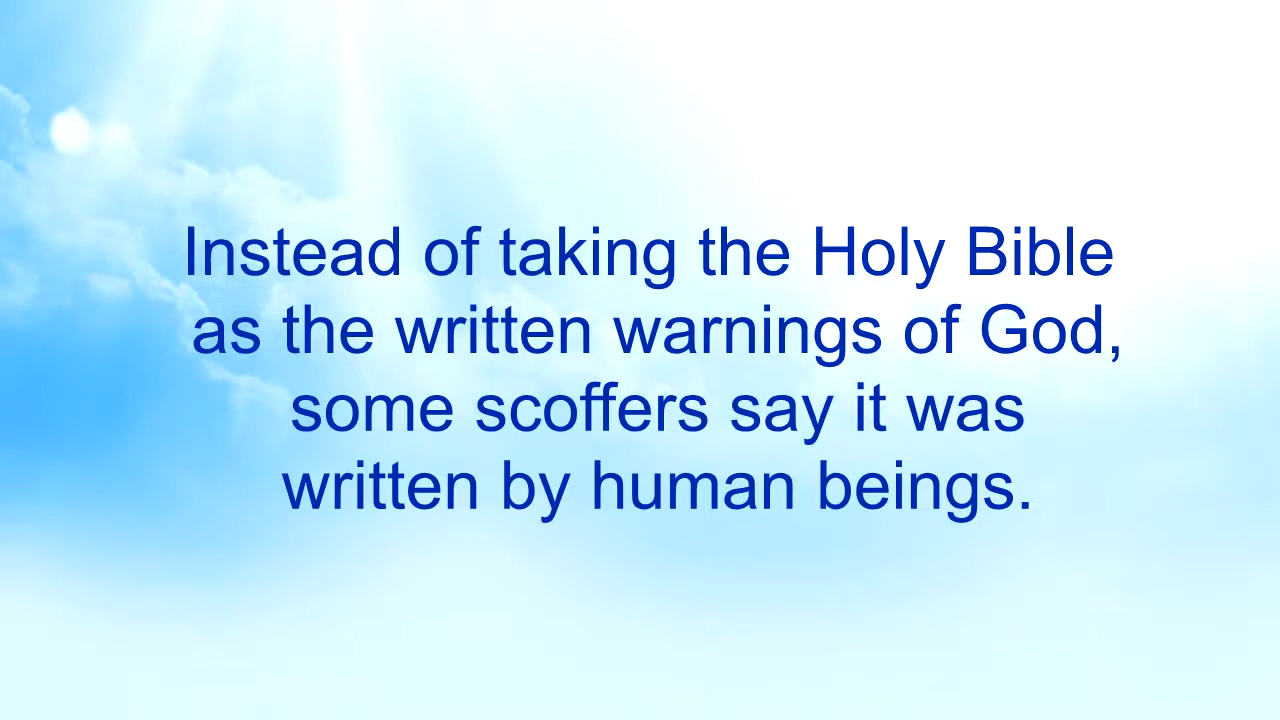 Instead of taking the Holy Bible
as the written warnings of God,
some scoffers say it was
written by human beings.